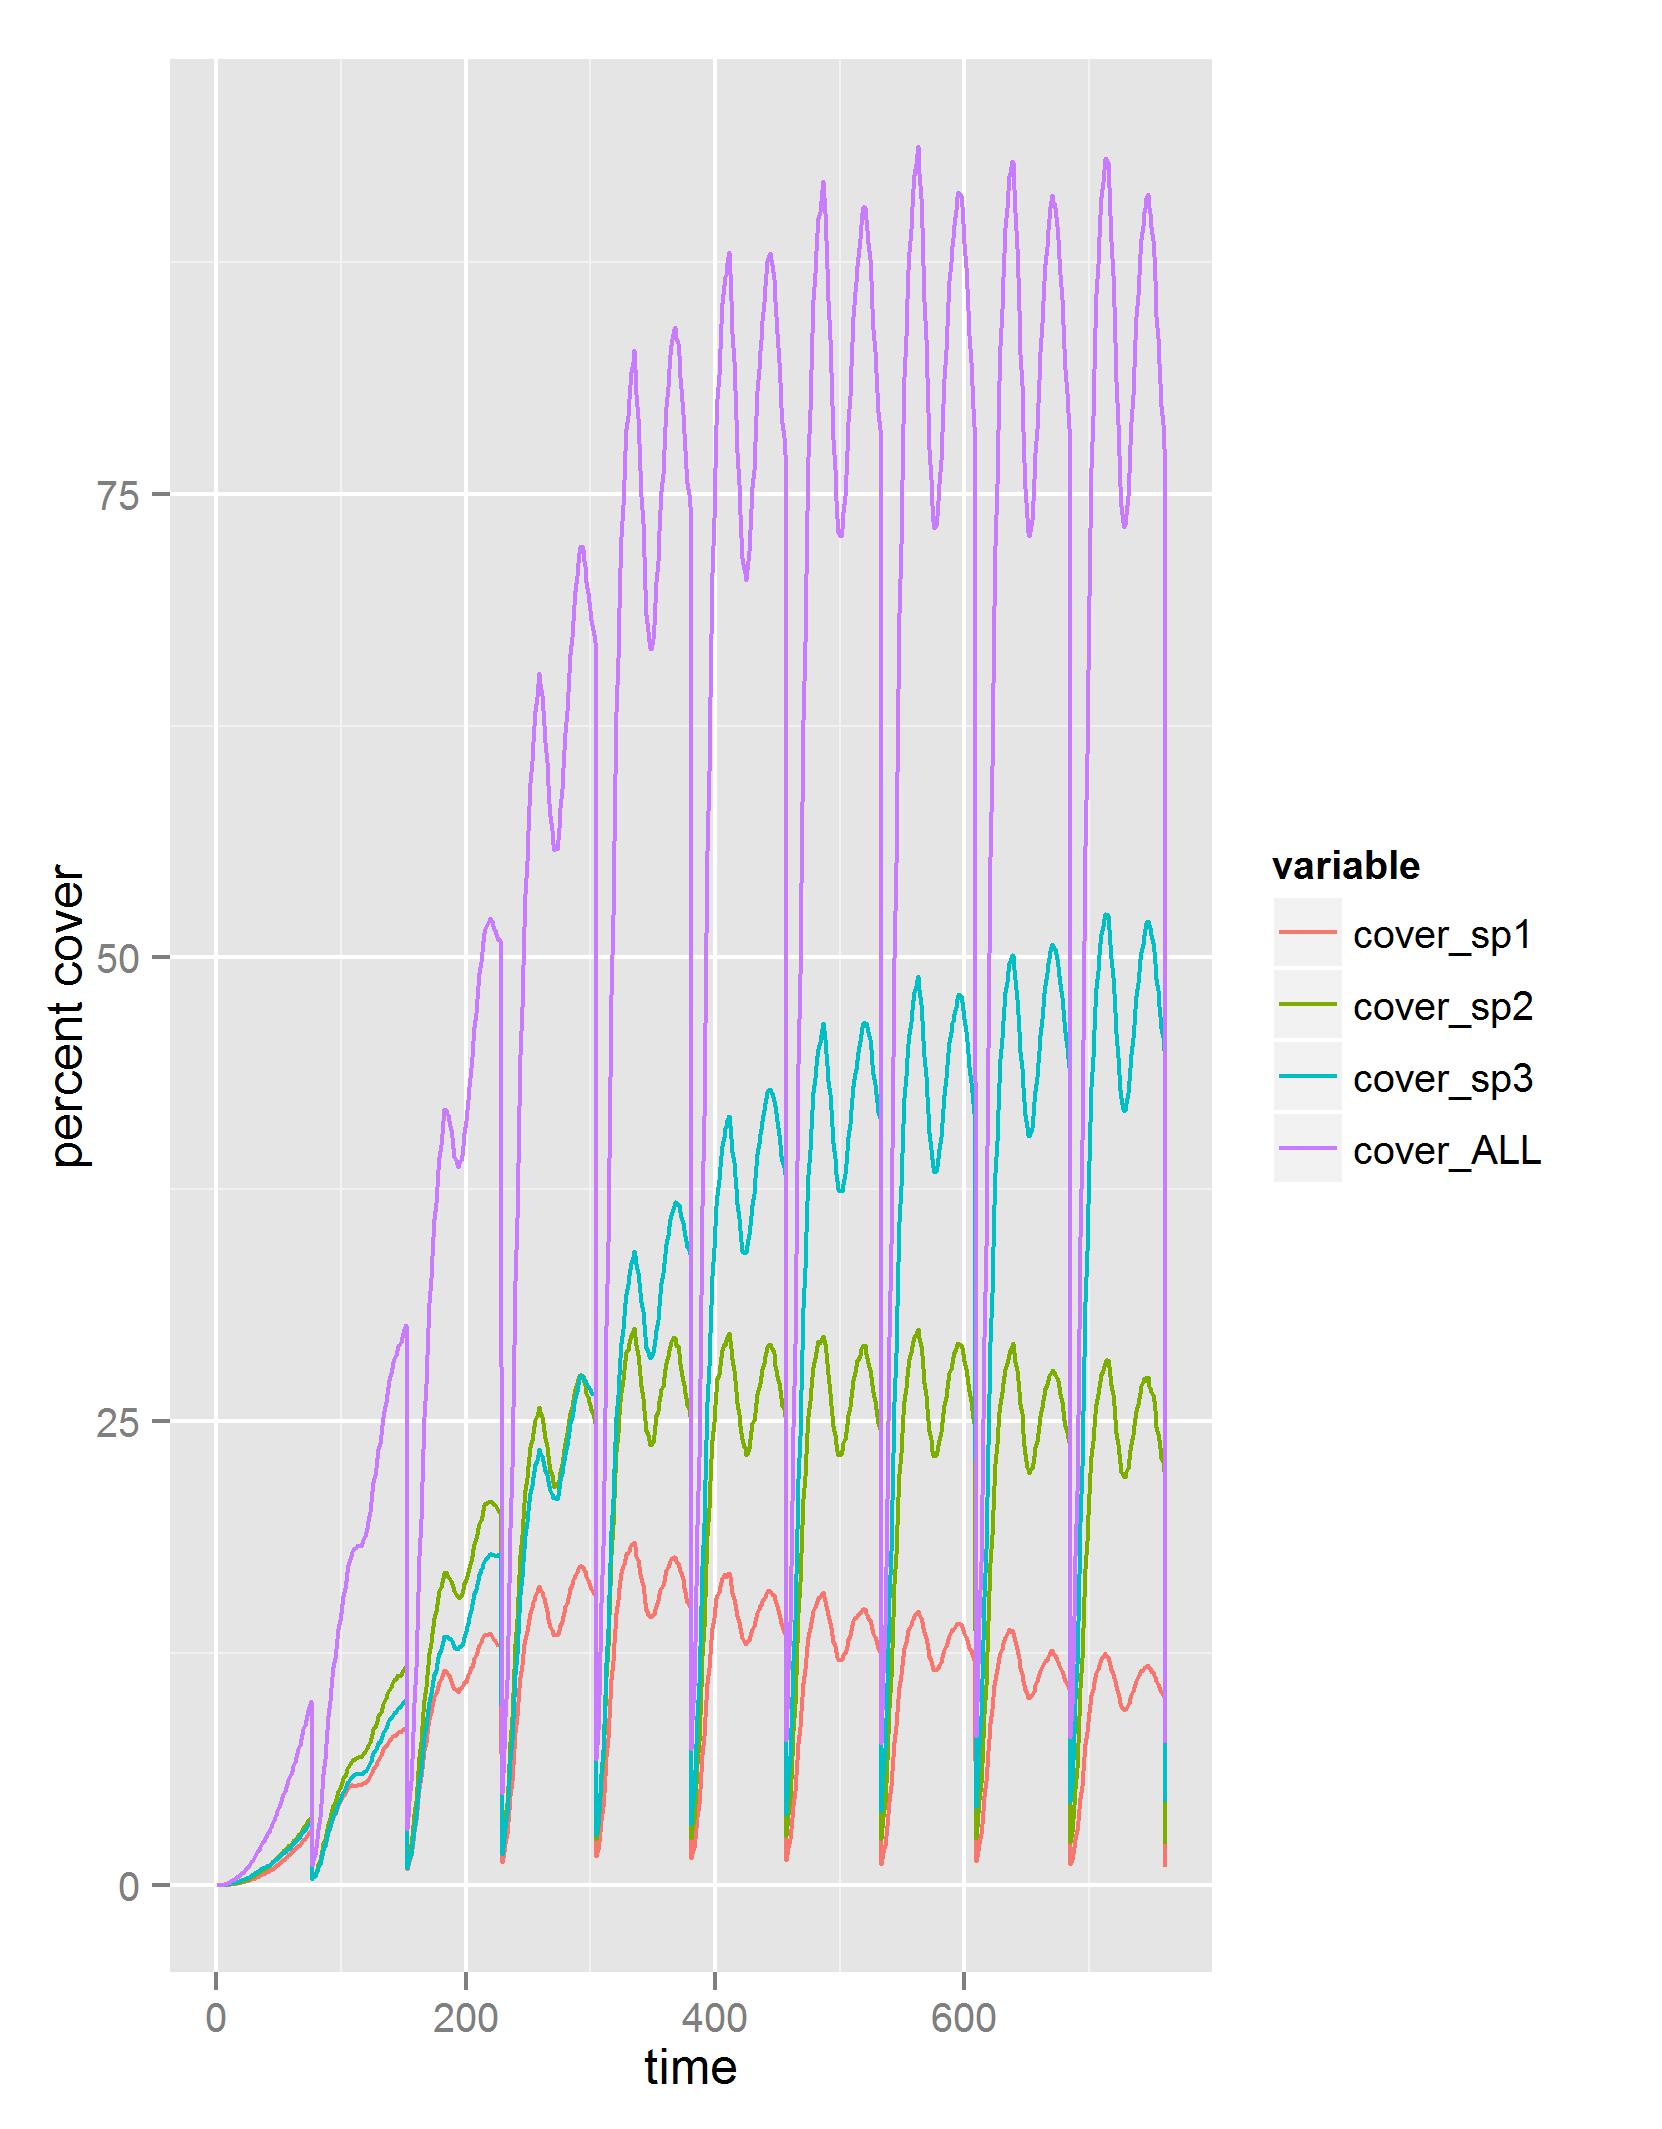 percent cover
75
50
25
0
0 200 400 600
time
variable
cover_sp1
cover_sp2
cover_sp3
cover_ALL